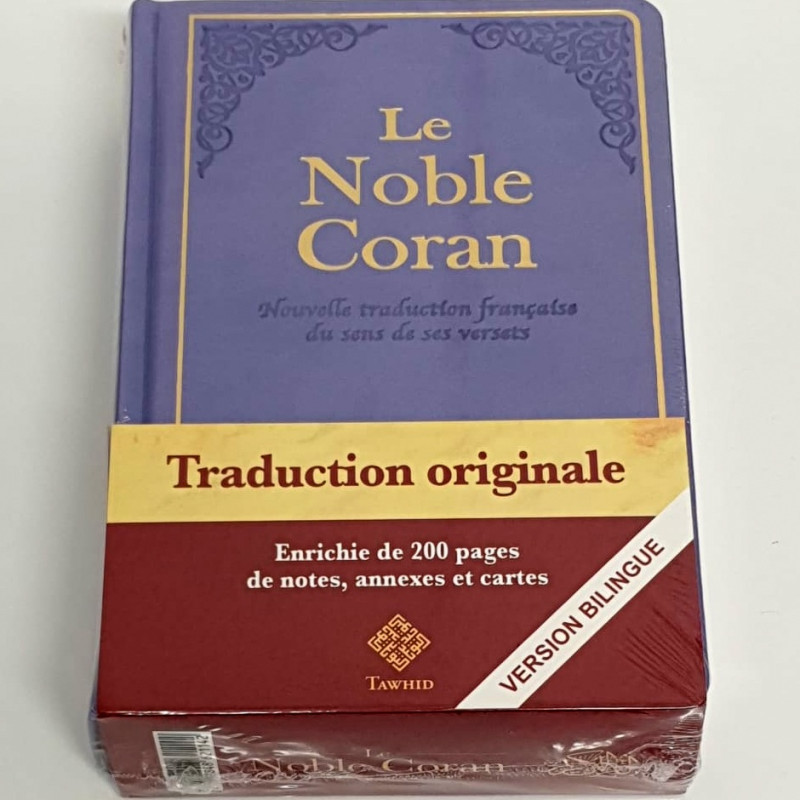 Le
Noble
Coran
Nouvelle traduction française
du sens de ses versets
Traduction originale
Enrichie de 200 pages
de notes, annexes et cartes
VERSION BILINGUE
TAWHID
Le
Noble Coran